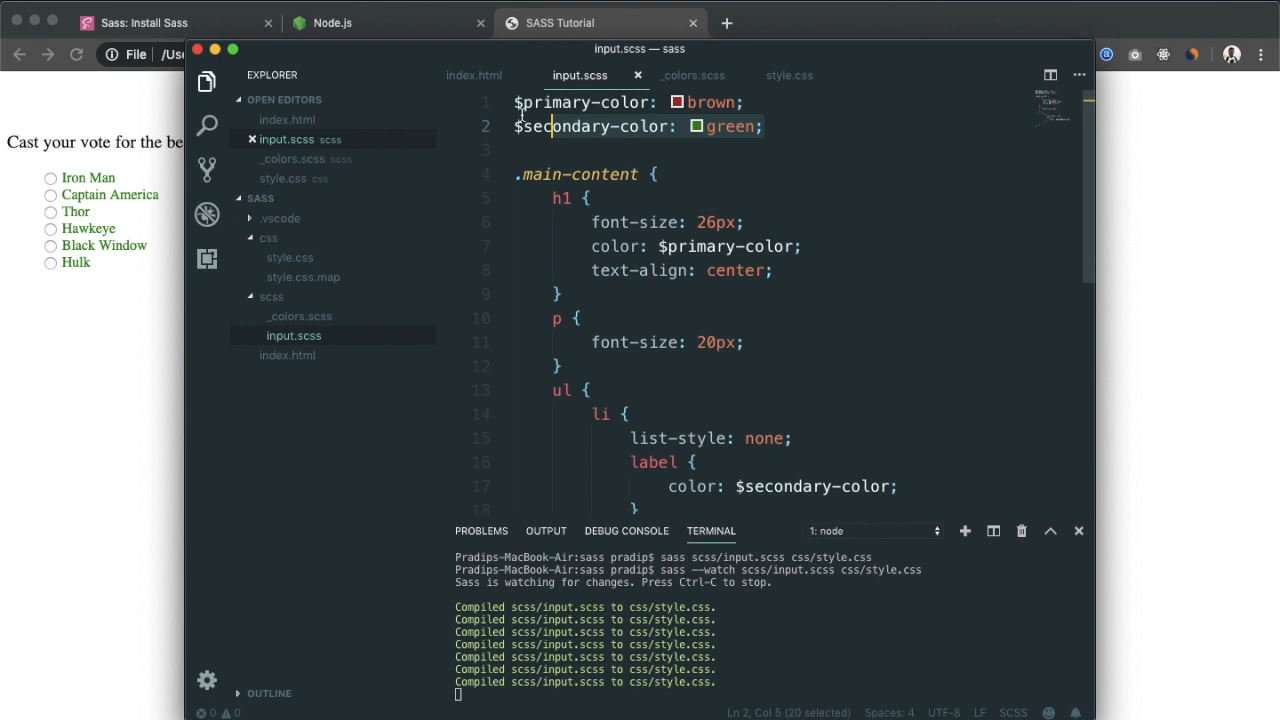 Sass: Install Sass
Node.js
SASS Tutorial
File
input.scss — sass
EXPLORER
index.html
input.scss
_colors.scss
style.css
OPEN EDITORS
index.html
input.scss scss
_colors.scss scss
style.css css
SASS
.vscode
css
style.css
style.css.map
scss
_colors.scss
input.scss
index.html
OUTLINE
Cast your vote for the be
Iron Man
Captain America
Thor
Hawkeye
Black Window
Hulk
1 $primary-color: brown;
2 $secondary-color: green;
3
4 .main-content {
5 h1 {
6 font-size: 26px;
7 color: $primary-color;
8 text-align: center;
9 }
10 p {
11 font-size: 20px;
12 }
13 ul {
14 li {
15 list-style: none;
16 label {
17 color: $secondary-color;
18 }
PROBLEMS OUTPUT DEBUG CONSOLE TERMINAL 1: node
Pradips-MacBook-Air:sass pradip$ sass scss/input.scss css/style.css
Pradips-MacBook-Air:sass pradip$ sass --watch scss/input.scss css/style.css
Sass is watching for changes. Press Ctrl-C to stop.
Compiled scss/input.scss to css/style.css.
Compiled scss/input.scss to css/style.css.
Compiled scss/input.scss to css/style.css.
Compiled scss/input.scss to css/style.css.
Compiled scss/input.scss to css/style.css.
Compiled scss/input.scss to css/style.css.
Compiled scss/input.scss to css/style.css.
0 0 Ln 2, Col 5 (20 selected) Spaces: 4 UTF-8 LF SCSS